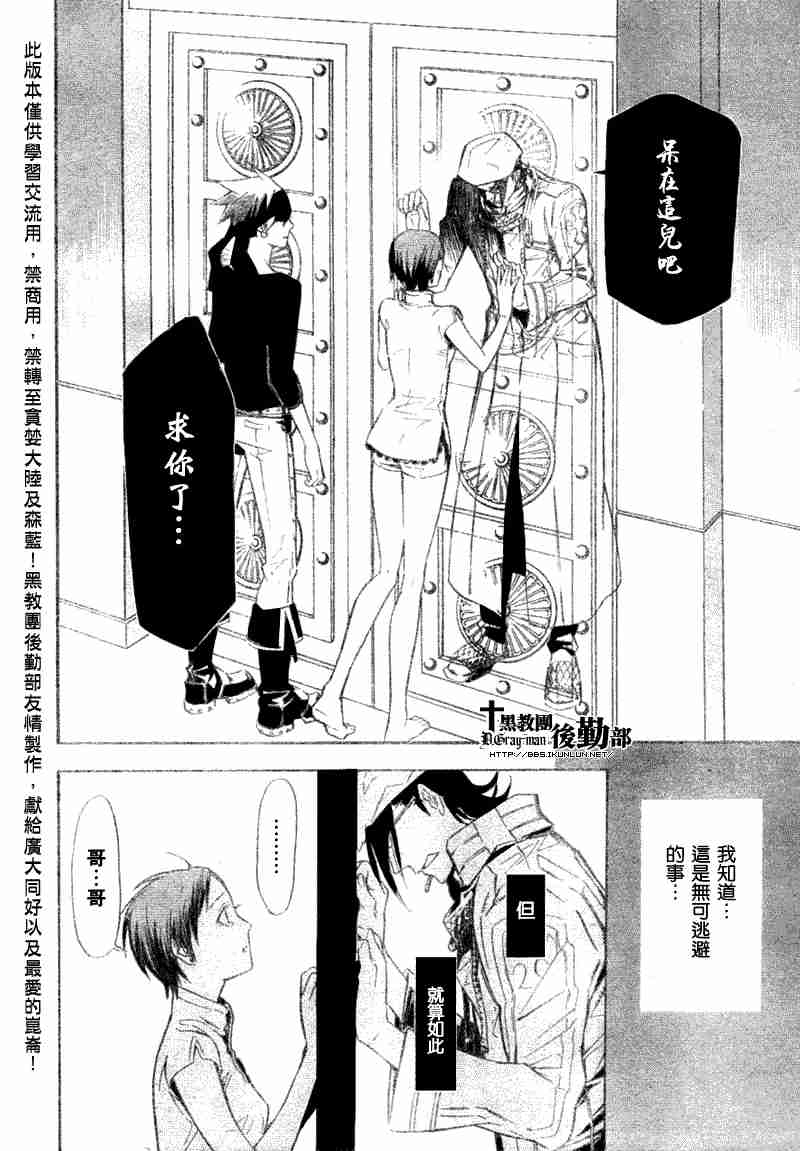 呆在這兒吧
求你了…
我知道…
這是無可逃避
的事…
但
就算如此
………
哥…哥
黑教團
D.Gray-man
後勤部
HTTP://BBS.IKUNLUN.NET/
此版本僅供學習交流用，禁商用，禁轉至貪婪大陸及森藍！黑教團後勤部友情製作，獻給廣大同好以及最愛的崑崙！